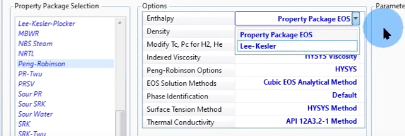 Property Package Selection
Lee-Kesler-Plocker
MBWR
NBS Steam
NRTL
Peng-Robinson
PR-Twu
PRSV
Sour PR
Sour SRK
Sour Water
SRK
SRK-Twu
Options
Enthalpy Property Package EOS
Density Property Package EOS
Modify Tc, Pc for H2, He Lee-Kesler
Indexed Viscosity HYSYS Viscosity
Peng-Robinson Options HYSYS
EOS Solution Methods Cubic EOS Analytical Method
Phase Identification Default
Surface Tension Method HYSYS Method
Thermal Conductivity API 12A3.2-1 Method
Paramete